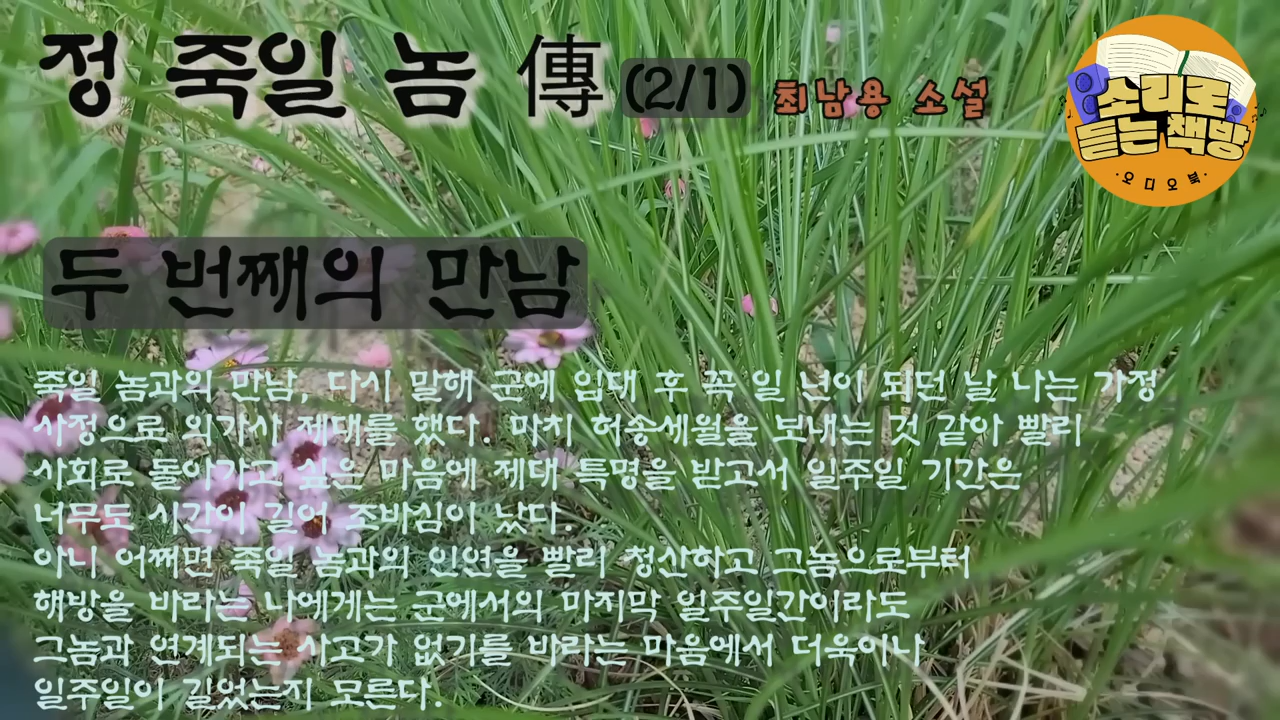 정 죽일 놈 傳 (2/1) 최남용 소설
소리로
듣는 책방
·오디오북·
두 번째의 만남
죽일 놈과의 만남, 다시 말해 군에 입대 후 꼭 일 년이 되던 날 나는 가정
사정으로 의가사 제대를 했다. 마치 허송세월을 보내는 것 같아 빨리
사회로 돌아가고 싶은 마음에 제대 특명을 받고서 일주일 기간은
너무도 시간이 길어 조바심이 났다.
아니 어쩌면 죽일 놈과의 인연을 빨리 청산하고 그놈으로부터
해방을 바라는 나에게는 군에서의 마지막 일주일간이라도
그놈과 연계되는 사고가 없기를 바라는 마음에서 더욱이나
일주일이 길었는지 모른다.